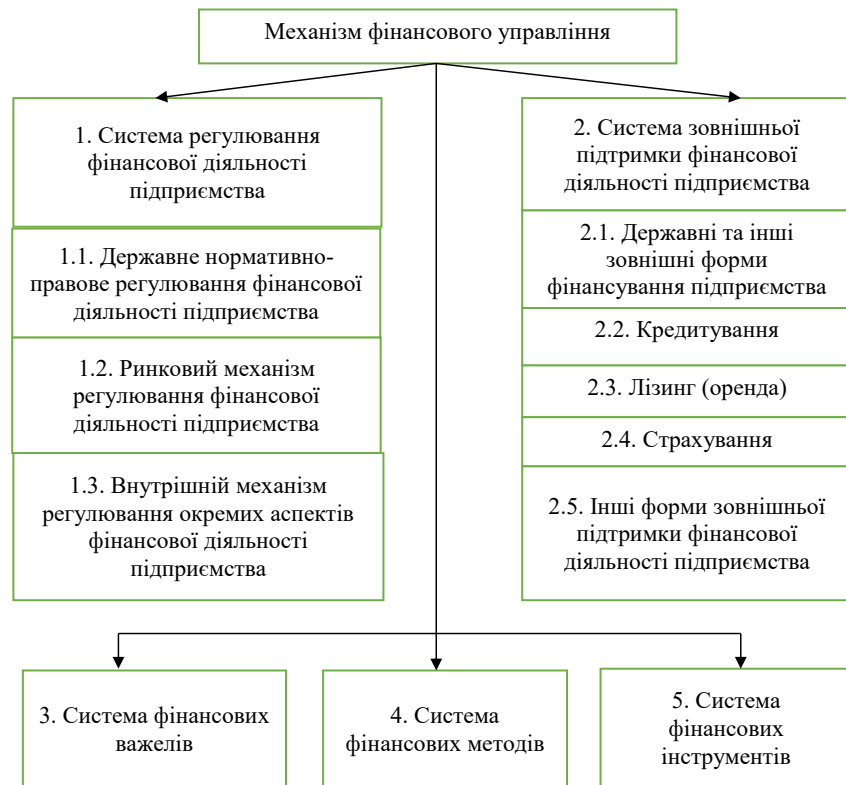 Механізм фінансового управління
1. Система регулювання
фінансової діяльності
підприємства
1.1. Державне нормативно-
правове регулювання фінансової
діяльності підприємства
1.2. Ринковий механізм
регулювання фінансової
діяльності підприємства
1.3. Внутрішній механізм
регулювання окремих аспектів
фінансової діяльності
підприємства
2. Система зовнішньої
підтримки фінансової
діяльності підприємства
2.1. Державні та інші
зовнішні форми
фінансування підприємства
2.2. Кредитування
2.3. Лізинг (оренда)
2.4. Страхування
2.5. Інші форми зовнішньої
підтримки фінансової
діяльності підприємства
3. Система фінансових
важелів
4. Система
фінансових методів
5. Система
фінансових
інструментів